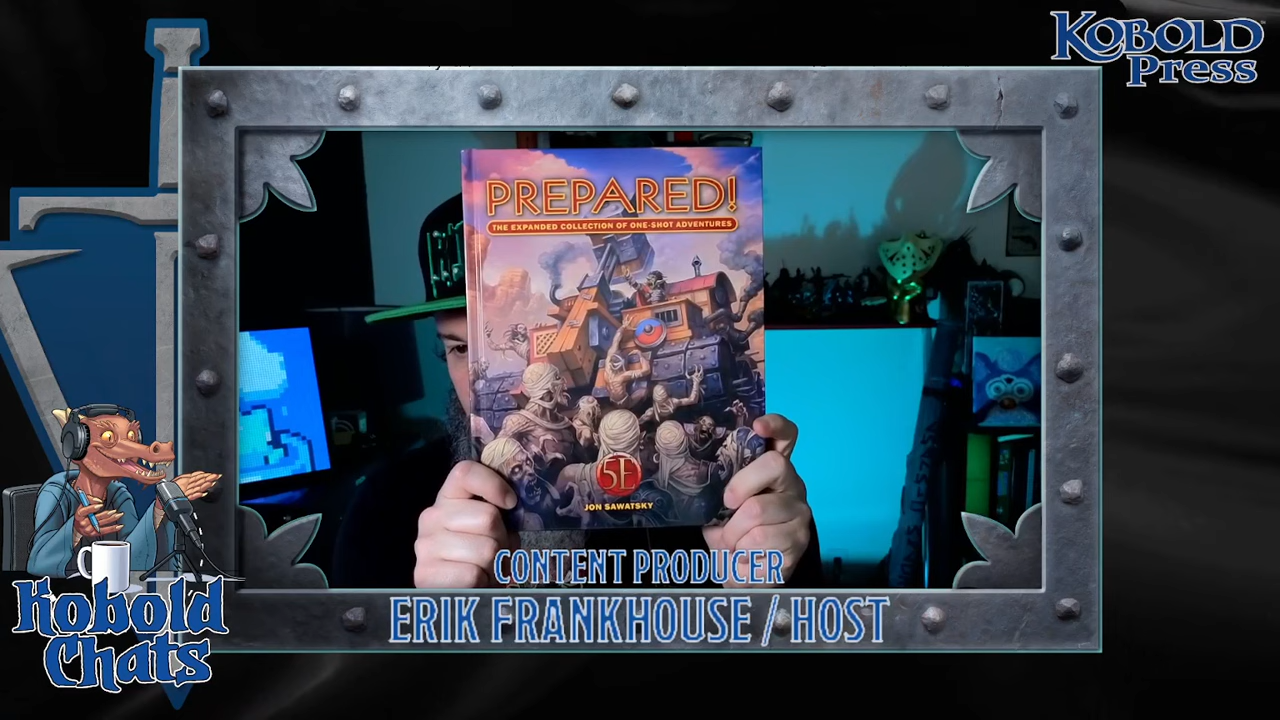 KOBOLD
Press
PREPARED!
THE EXPANDED COLLECTION OF ONE-SHOT ADVENTURES
5E
JON SAWATSKY
CONTENT PRODUCER
ERIK FRANKHOUSE / HOST
Kobold
Chats